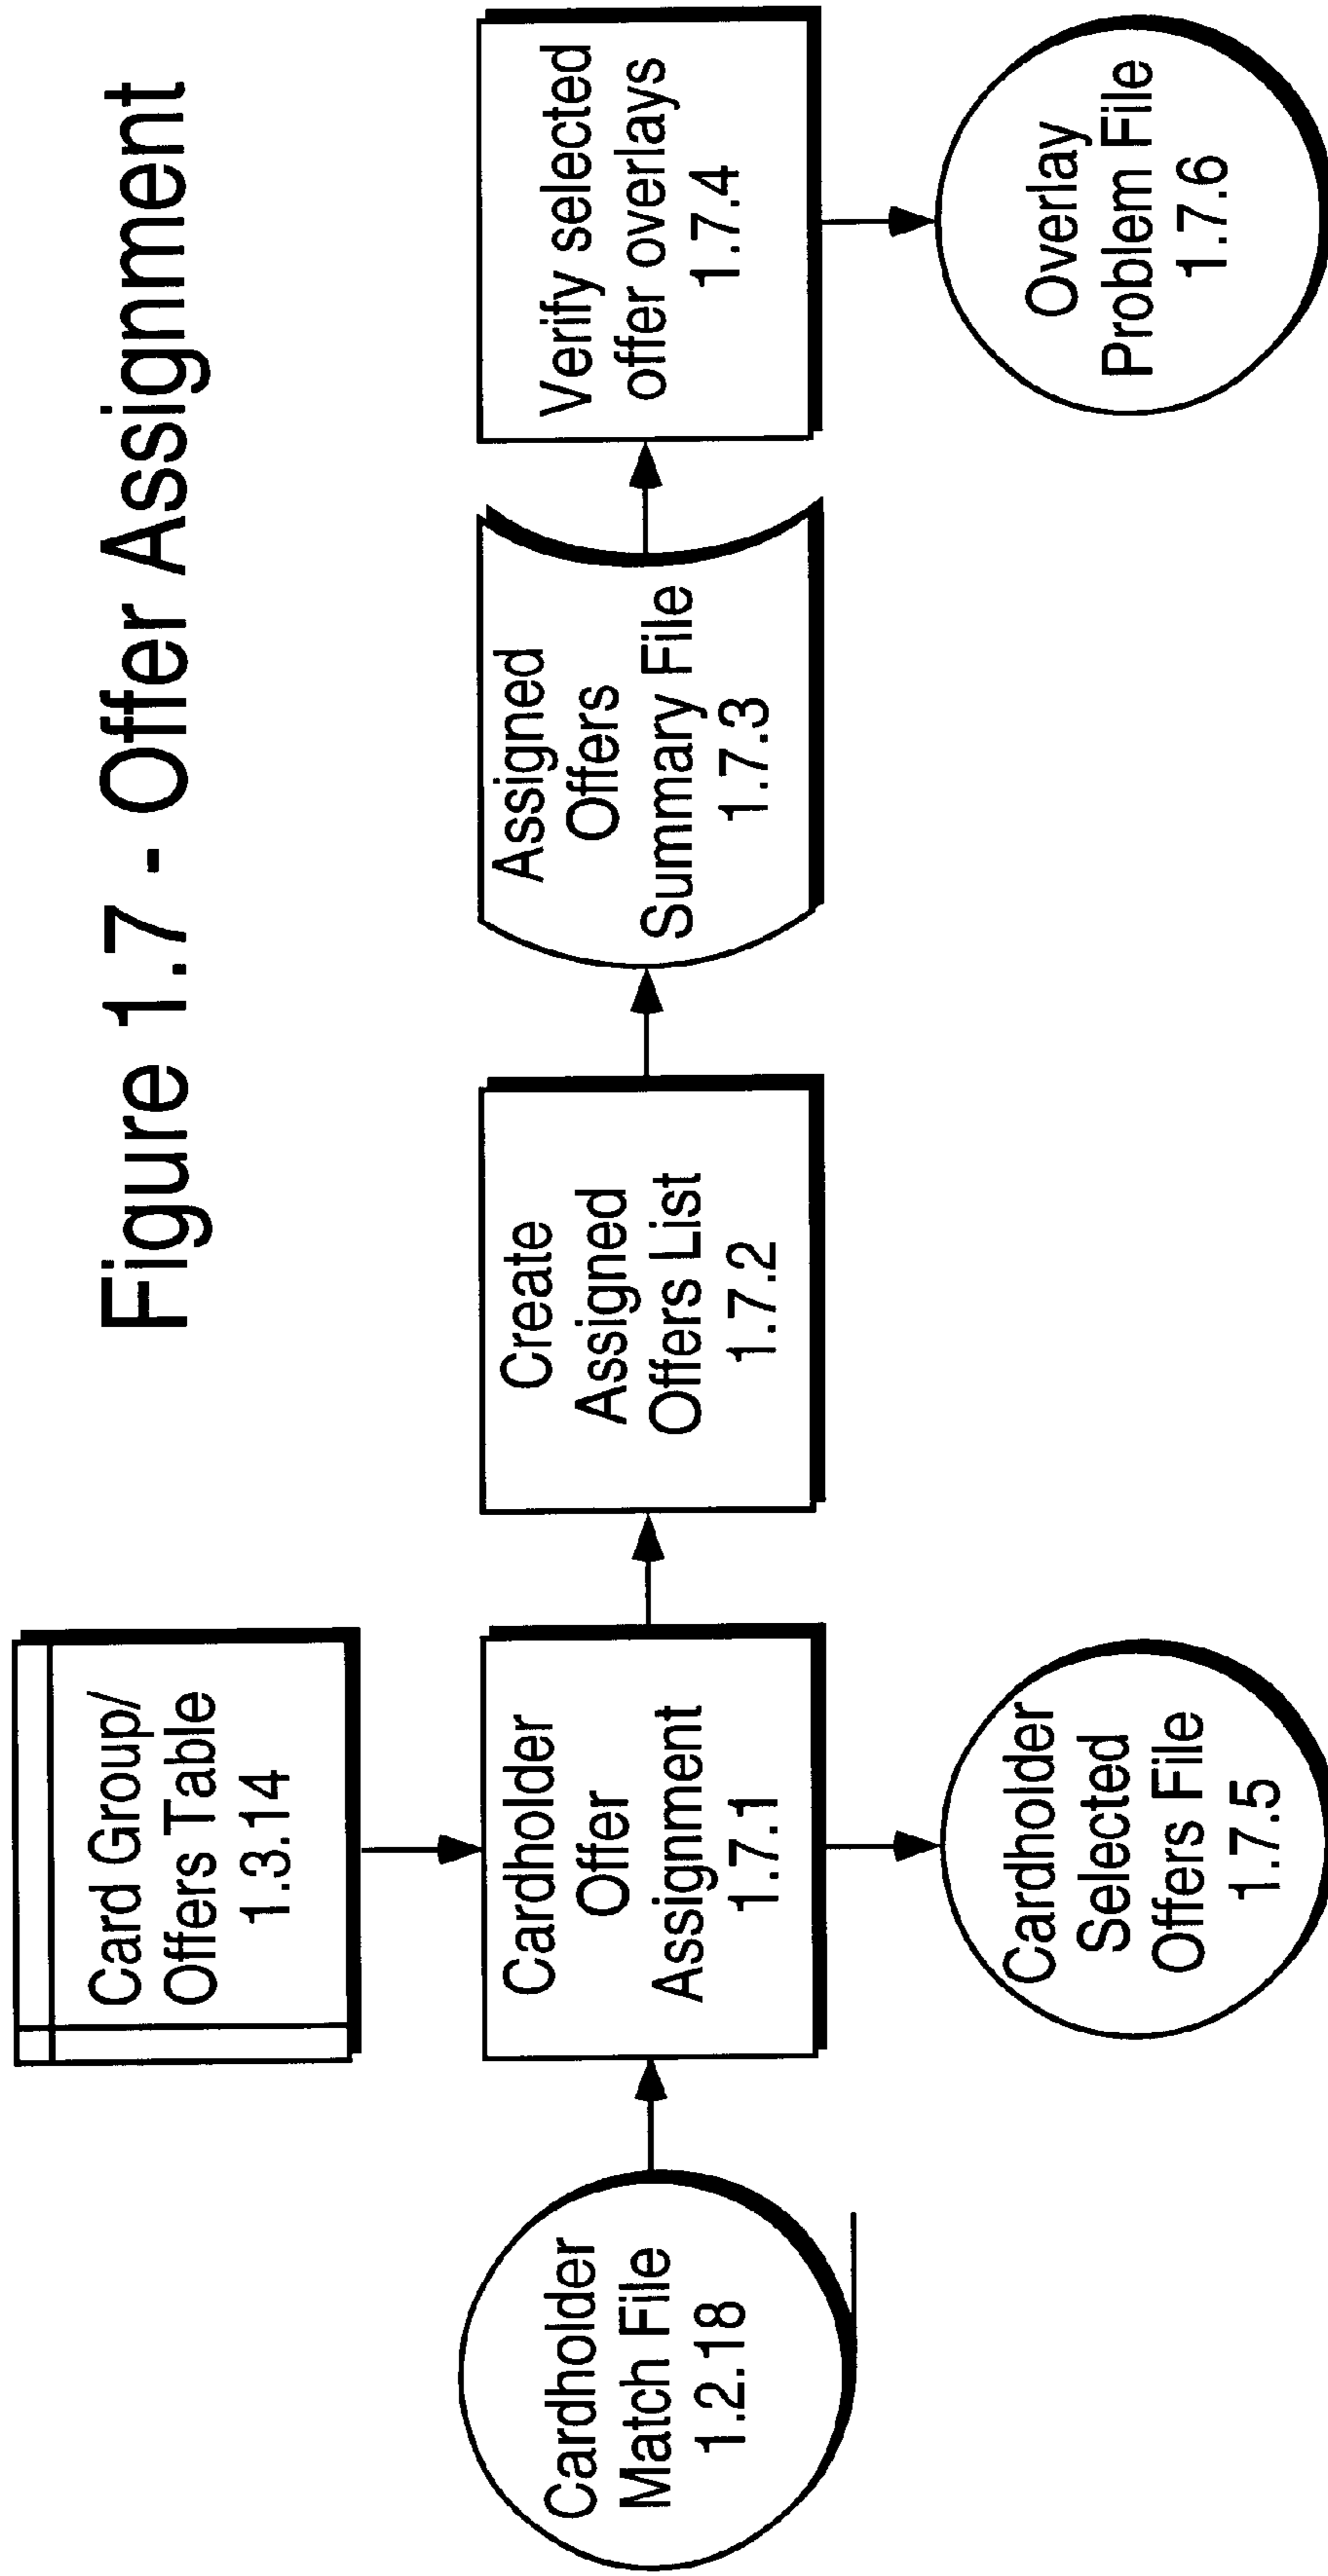 Figure 1.7 - Offer Assignment
Card Group/
Offers Table
1.3.14
Cardholder
Match File
1.2.18
Cardholder
Offer
Assignment
1.7.1
Create
Assigned
Offers List
1.7.2
Assigned
Offers
Summary File
1.7.3
Verify selected
offer overlays
1.7.4
Cardholder
Selected
Offers File
1.7.5
Overlay
Problem File
1.7.6